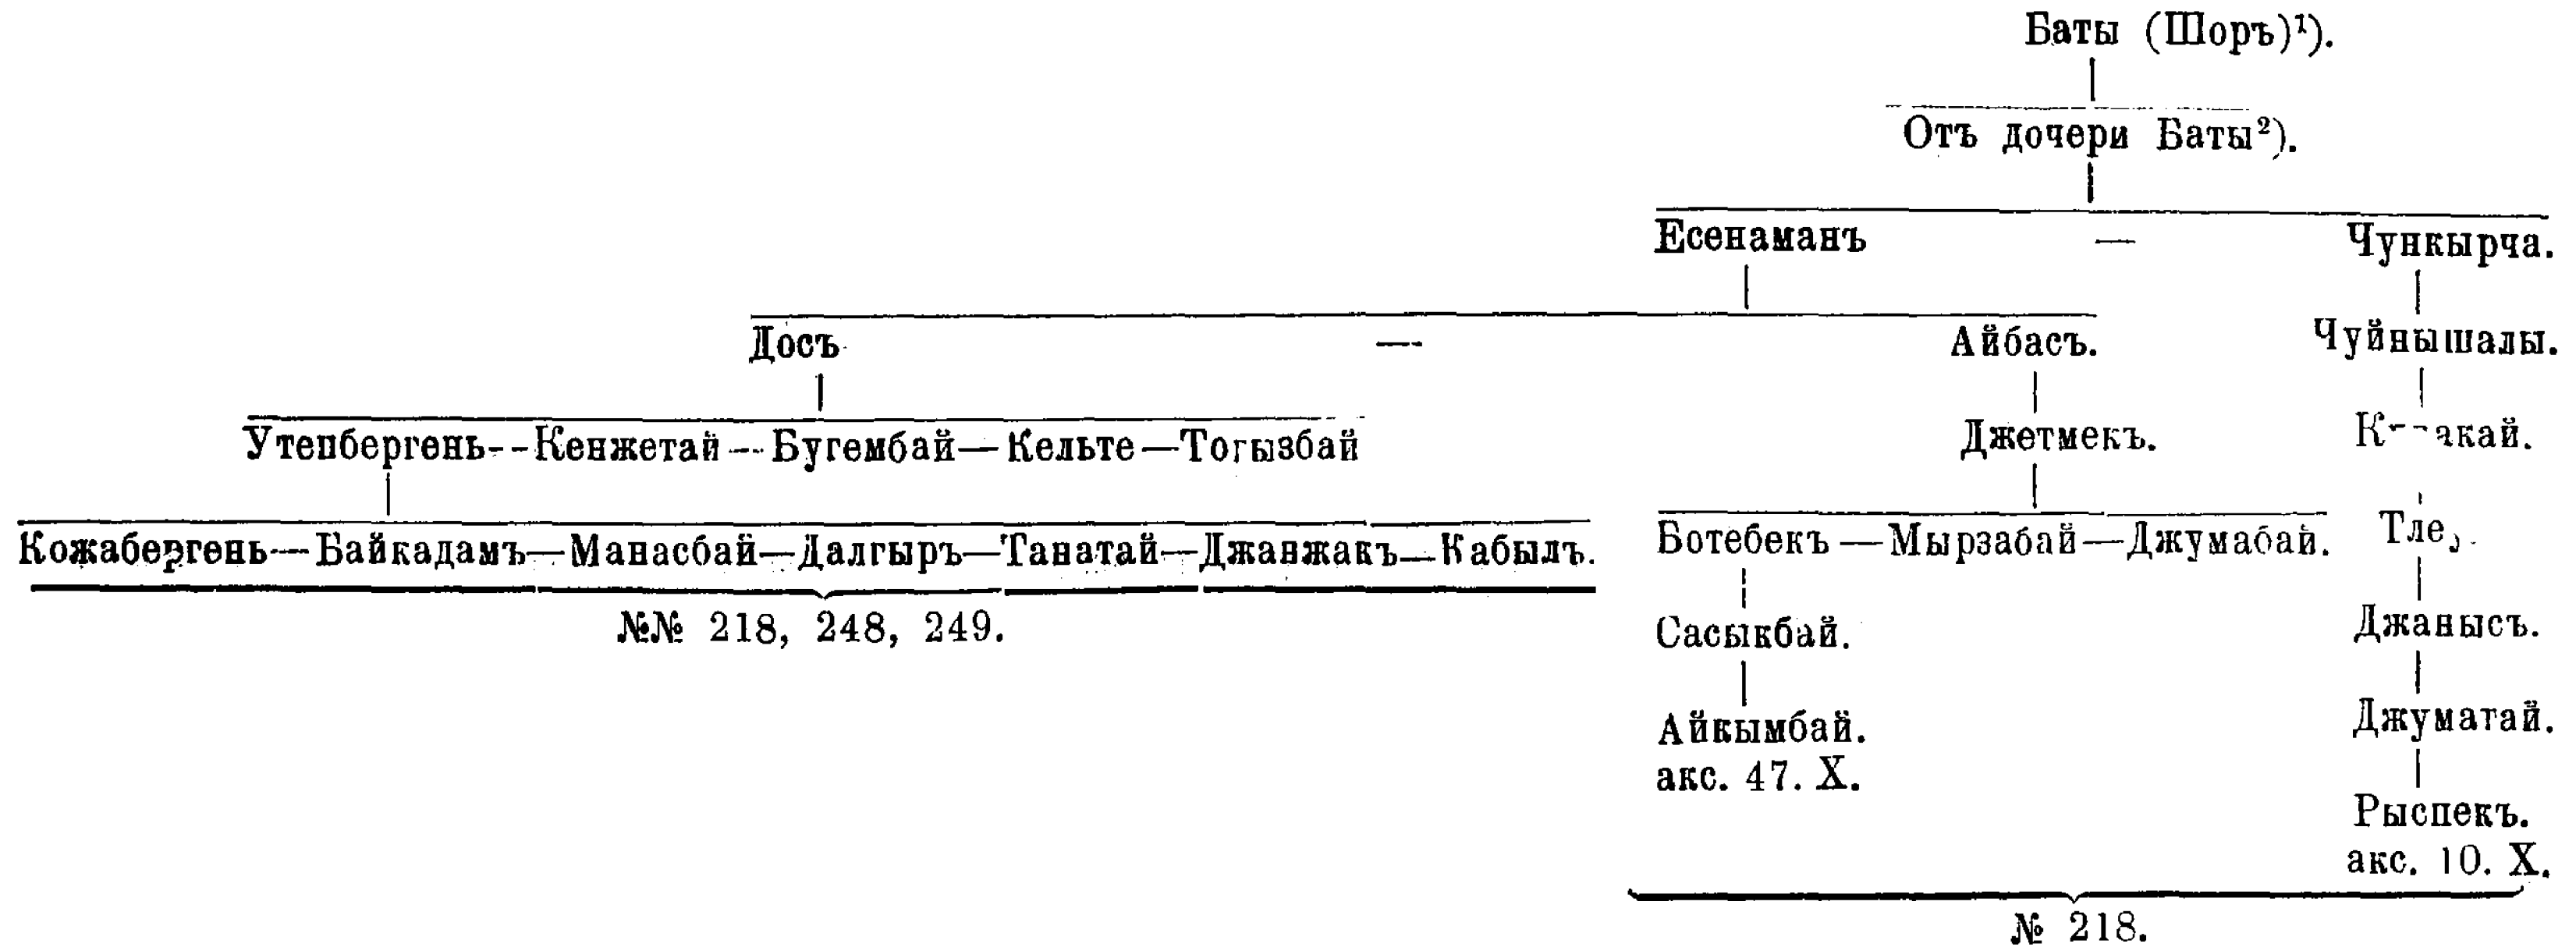 Баты (Шоръ)¹).
Отъ дочери Баты²).
Есенаманъ — Чункырча.
Досъ — Айбасъ. Чуйнышалы.
Утепбергень--Кенжетай--Бугембай—Кельте—Тогызбай Джетмекъ.
Кожабергень—Байкадамъ—Манасбай—Далгыръ—Танатай—Джанжакъ—Кабылъ. Ботебекъ—Мырзабай—Джумабай.
№№ 218, 248, 249. Сасыкбай. Джанысъ.
Айкымбай. Джуматай.
акс. 47. X. Рыспекъ.
акс. 10. X.
№ 218.